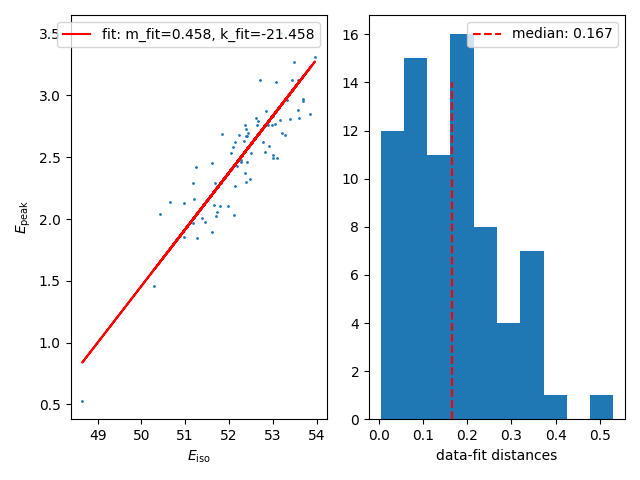 fit: m_fit=0.458, k_fit=-21.458
3.5
3.0
2.5
2.0
1.5
1.0
0.5
E_peak
49 50 51 52 53 54
E_iso
median: 0.167
16
14
12
10
8
6
4
2
0
0.0 0.1 0.2 0.3 0.4 0.5
data-fit distances